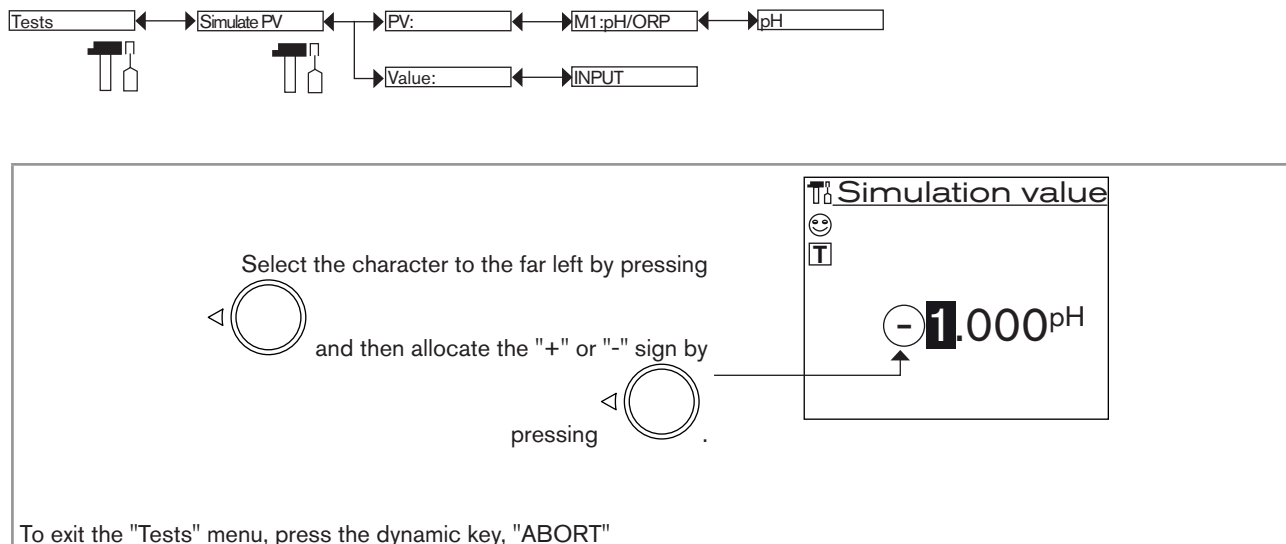 Tests Simulate PV PV: M1:pH/ORP pH
Value: INPUT
Simulation value
T
Select the character to the far left by pressing
-1.000pH
and then allocate the "+" or "-" sign by
pressing .
To exit the "Tests" menu, press the dynamic key, "ABORT"